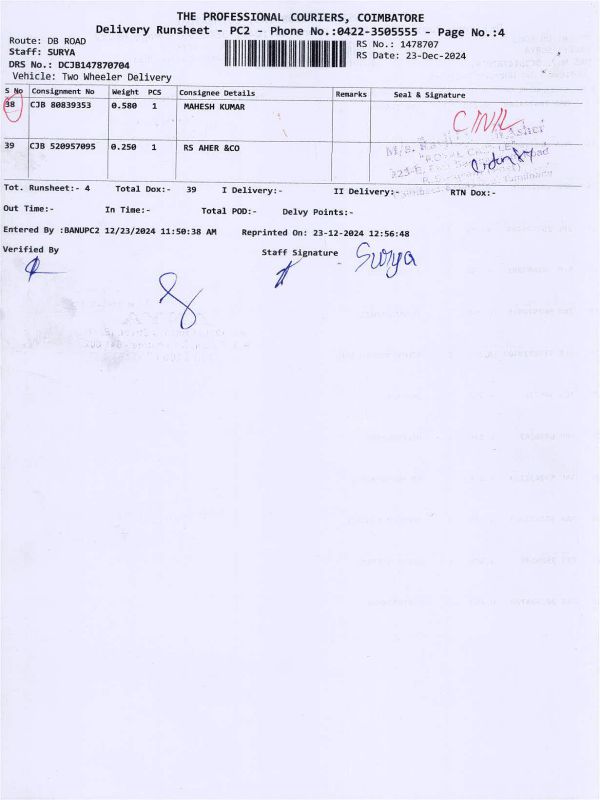 THE PROFESSIONAL COURIERS, COIMBATORE
Delivery Runsheet - PC2 - Phone No.:0422-3505555 - Page No.:4
Route: DB ROAD RS No.: 1478707
Staff: SURYA RS Date: 23-Dec-2024
DRS No.: DCJB147870704
Vehicle: Two Wheeler Delivery
S No Consignment No Weight PCS Consignee Details Remarks Seal & Signature
38 CJB 80839353 0.580 1 MAHESH KUMAR
39 CJB 520957095 0.250 1 RS AHER &CO
Tot. Runsheet:- 4 Total Dox:- 39 I Delivery:- II Delivery:- RTN Dox:-
Out Time:- In Time:- Total POD:- Delvy Points:-
Entered By :BANUPC2 12/23/2024 11:50:38 AM Reprinted On: 23-12-2024 12:56:48
Verified By Staff Signature Surya